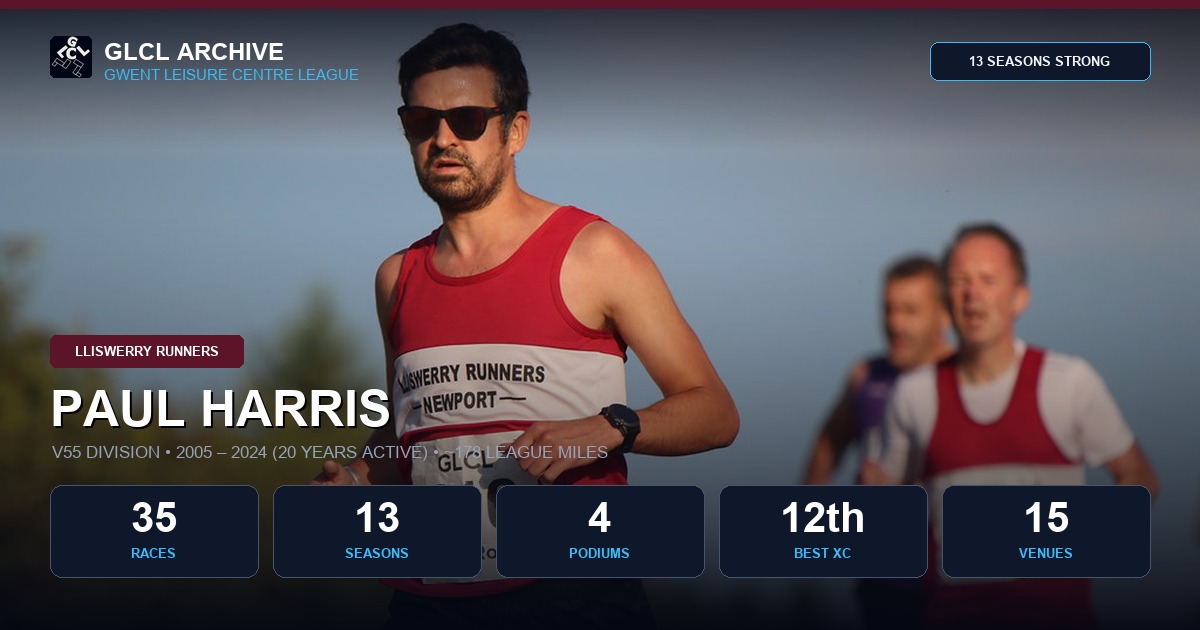 GLCL ARCHIVE
GWENT LEISURE CENTRE LEAGUE
13 SEASONS STRONG
LLISWERRY RUNNERS
NEWPORT
GLCL
LLISWERRY RUNNERS
PAUL HARRIS
V55 DIVISION • 2005 – 2024 (20 YEARS ACTIVE) • ~178 LEAGUE MILES
35
RACES
13
SEASONS
4
PODIUMS
12th
BEST XC
15
VENUES